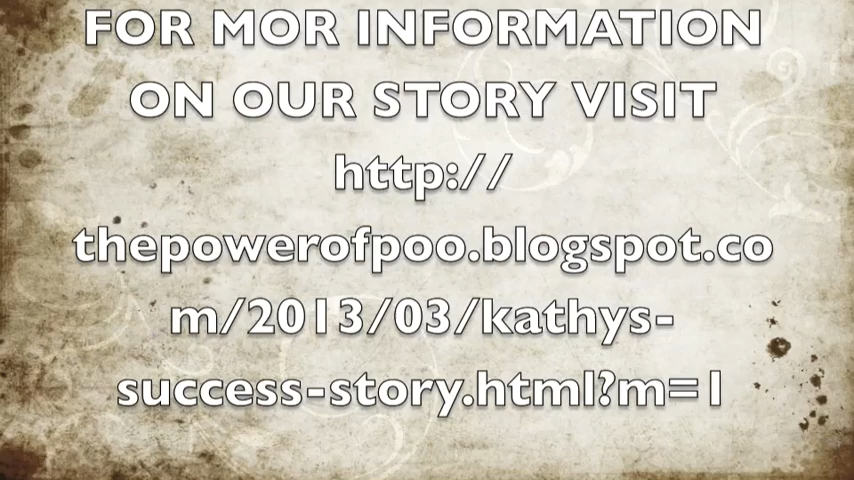 FOR MOR INFORMATION
ON OUR STORY VISIT
http://
thepowerofpoo.blogspot.co
m/2013/03/kathys-
success-story.html?m=1